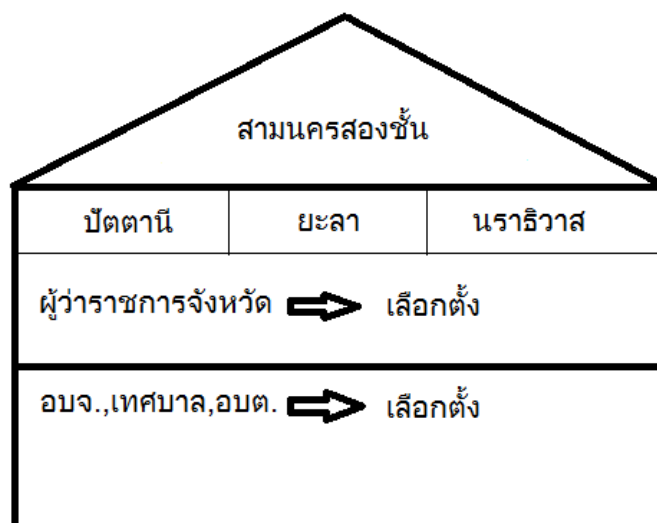 สามนครสองชั้น
ปัตตานี ยะลา นราธิวาส
ผู้ว่าราชการจังหวัด เลือกตั้ง
อบจ.,เทศบาล,อบต. เลือกตั้ง